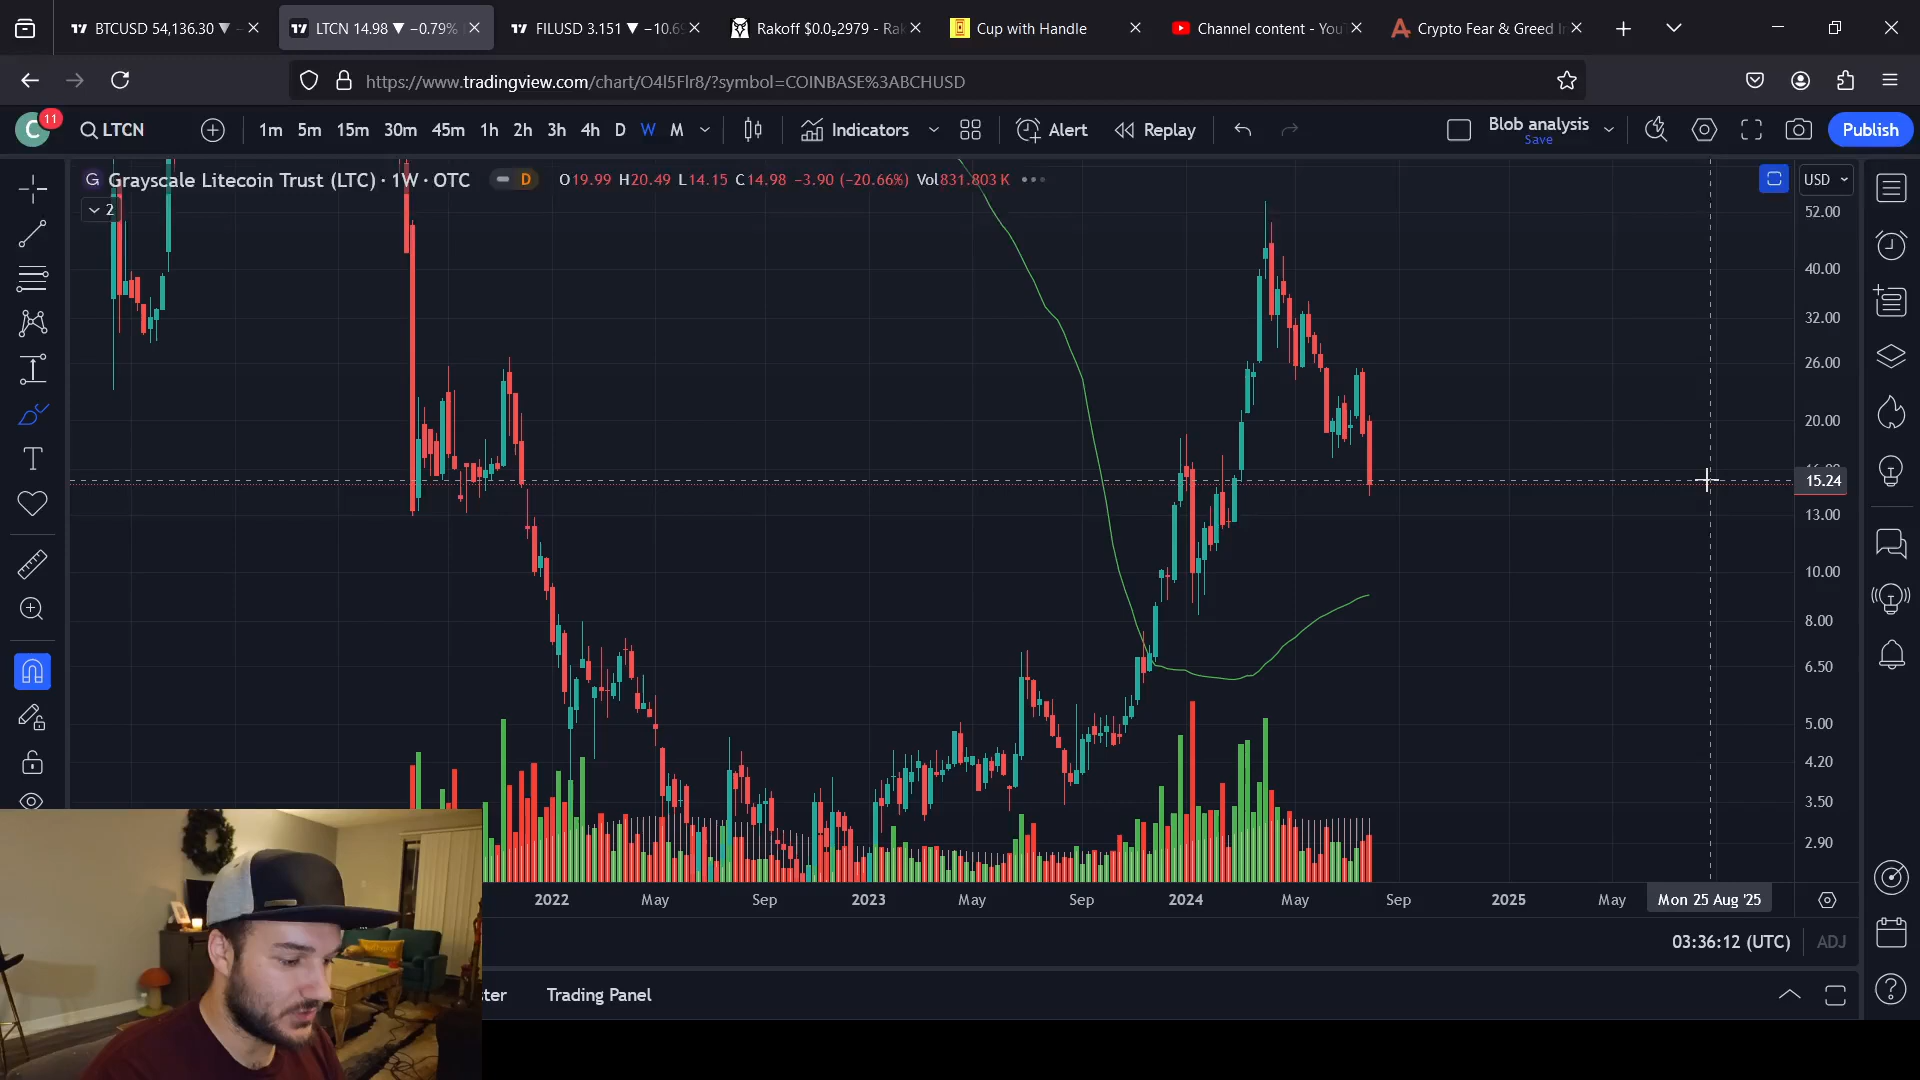 BTCUSD 54,136.30 ▼ −
LTCN 14.98 ▼ −0.79%
FILUSD 3.151 ▼ −10.6
Rakoff $0.0₅2979 - Rak
Cup with Handle
Channel content - YouT
Crypto Fear & Greed I
https://www.tradingview.com/chart/O4l5Flr8/?symbol=COINBASE%3ABCHUSD
C 11
LTCN
1m 5m 15m 30m 45m 1h 2h 3h 4h D W M
Indicators
Alert
Replay
Blob analysis
Save
Publish
G Grayscale Litecoin Trust (LTC) · 1W · OTC D O19.99 H20.49 L14.15 C14.98 −3.90 (−20.66%) Vol831.803 K
USD
2
52.00
40.00
32.00
26.00
20.00
15.24
13.00
10.00
8.00
6.50
5.00
4.20
3.50
2.90
2022 May Sep 2023 May Sep 2024 May Sep 2025 May Mon 25 Aug '25
03:36:12 (UTC) ADJ
ster Trading Panel